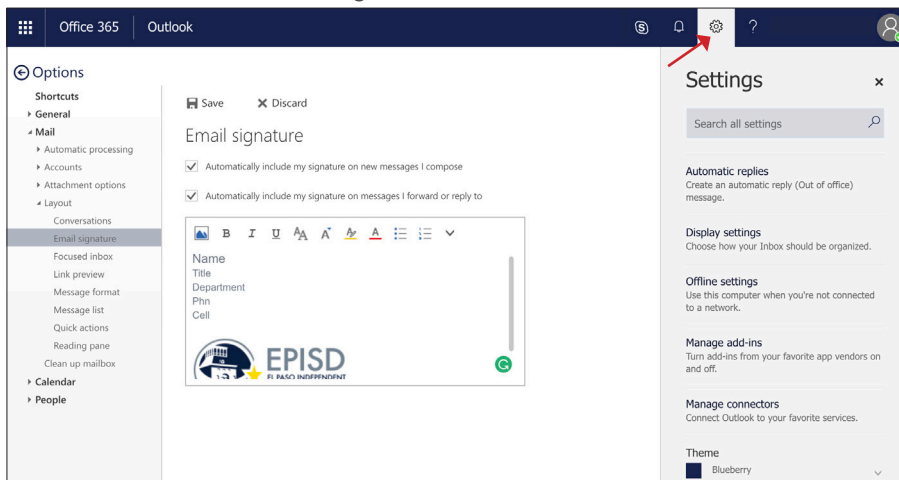 Office 365
Outlook
?
Options
Shortcuts
General
Mail
Automatic processing
Accounts
Attachment options
Layout
Conversations
Email signature
Focused inbox
Link preview
Message format
Message list
Quick actions
Reading pane
Clean up mailbox
Calendar
People
Save
Discard
Email signature
Automatically include my signature on new messages I compose
Automatically include my signature on messages I forward or reply to
B I U AA A A
Name
Title
Department
Phn
Cell
EPISD
EL PASO INDEPENDENT
Settings
Search all settings
Automatic replies
Create an automatic reply (Out of office)
message.
Display settings
Choose how your Inbox should be organized.
Offline settings
Use this computer when you're not connected
to a network.
Manage add-ins
Turn add-ins from your favorite app vendors on
and off.
Manage connectors
Connect Outlook to your favorite services.
Theme
Blueberry